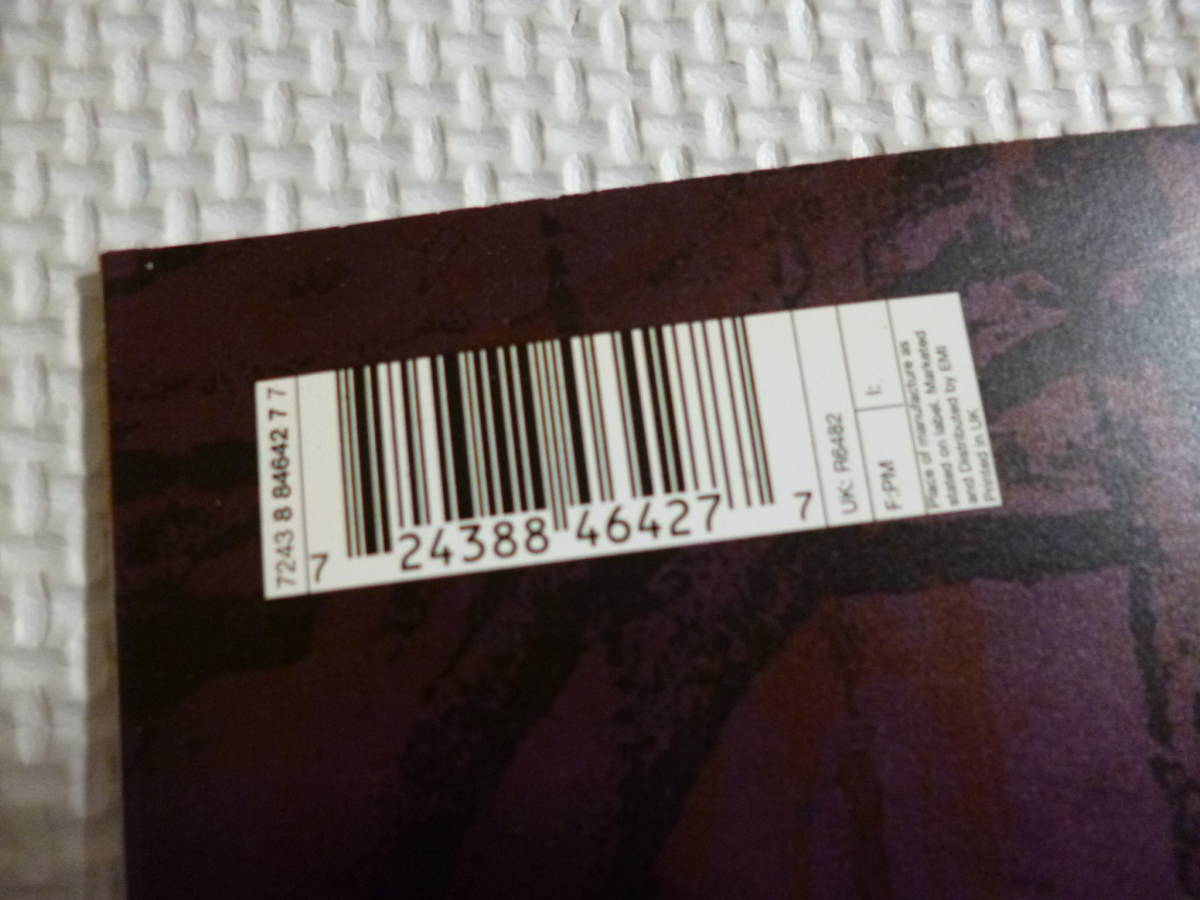 7243 8 84642 7 7
7 24388 46427 7
UK: R6482
F:PM
I:
Place of manufacture as
stated on label. Marketed
and Distributed by EMI
Printed in UK